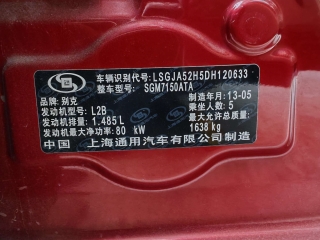 车辆识别代号: LSGJA52H5DH120633
整车型号: SGM7150ATA
品牌: 别克 制造年月: 13-05
发动机型号: L2B 乘坐人数: 5
发动机排量: 1.485L 最大允许总质量:
发动机最大净功率: 80 kW 1638 kg
中国 上海通用汽车有限公司制造